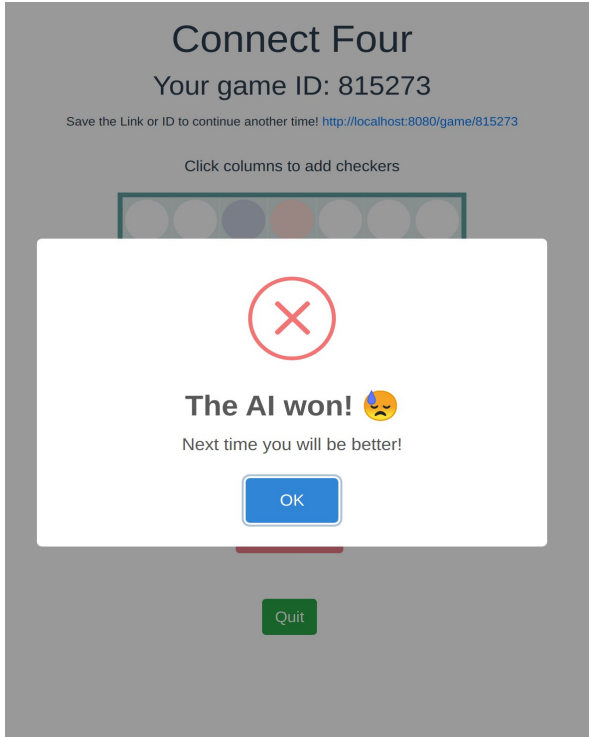 Connect Four
Your game ID: 815273
Save the Link or ID to continue another time! http://localhost:8080/game/815273
Click columns to add checkers
The AI won! 😓
Next time you will be better!
OK
Quit